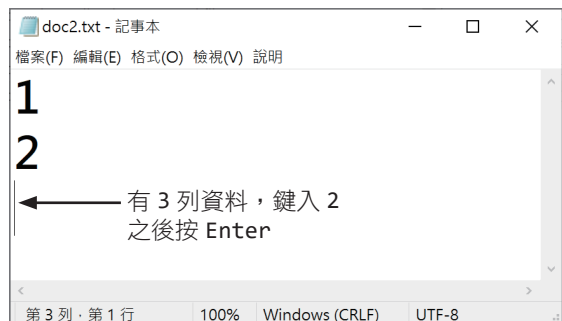 doc2.txt - 記事本
檔案(F) 編輯(E) 格式(O) 檢視(V) 說明
1
2
有 3 列資料，鍵入 2
之後按 Enter
第 3 列，第 1 行 100% Windows (CRLF) UTF-8